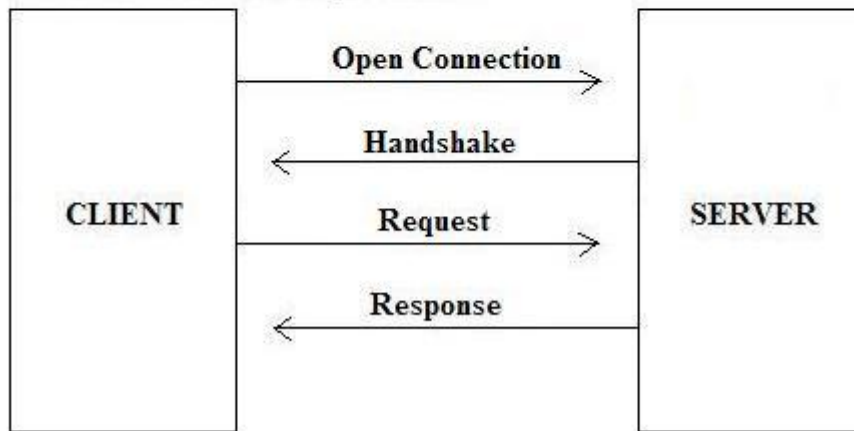 Open Connection
Handshake
CLIENT
SERVER
Request
Response